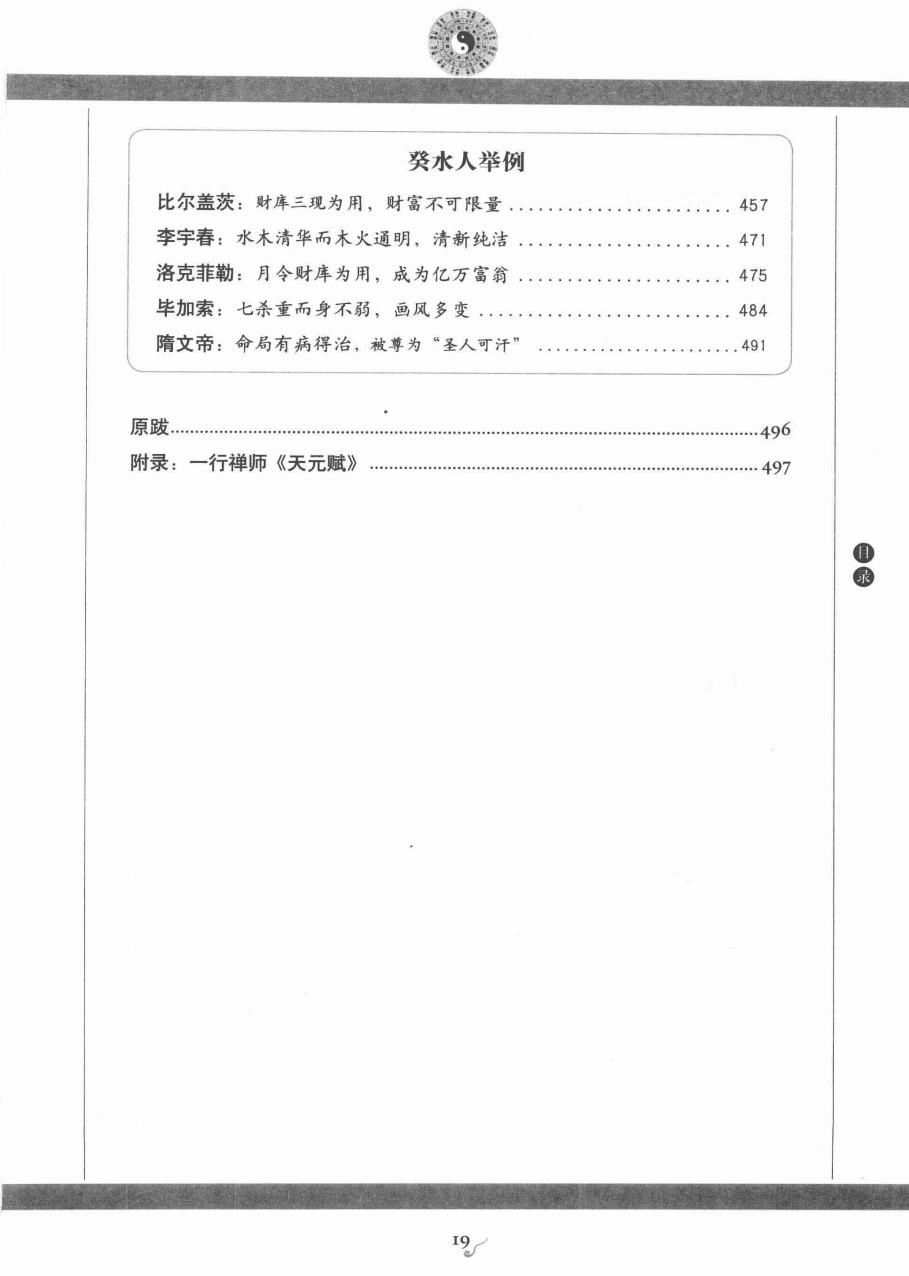 癸水人举例
比尔盖茨：财库三现为用，财富不可限量 ........................ 457
李宇春：水木清华而木火通明，清新纯洁 ...................... 471
洛克菲勒：月令财库为用，成为亿万富翁 ...................... 475
毕加索：七杀重而身不弱，画风多变 .......................... 484
隋文帝：命局有病得治，被尊为“圣人可汗” ...................... 491
原跋 ........................ 496
附录：一行禅师《天元赋》 ........................ 497
目录
19